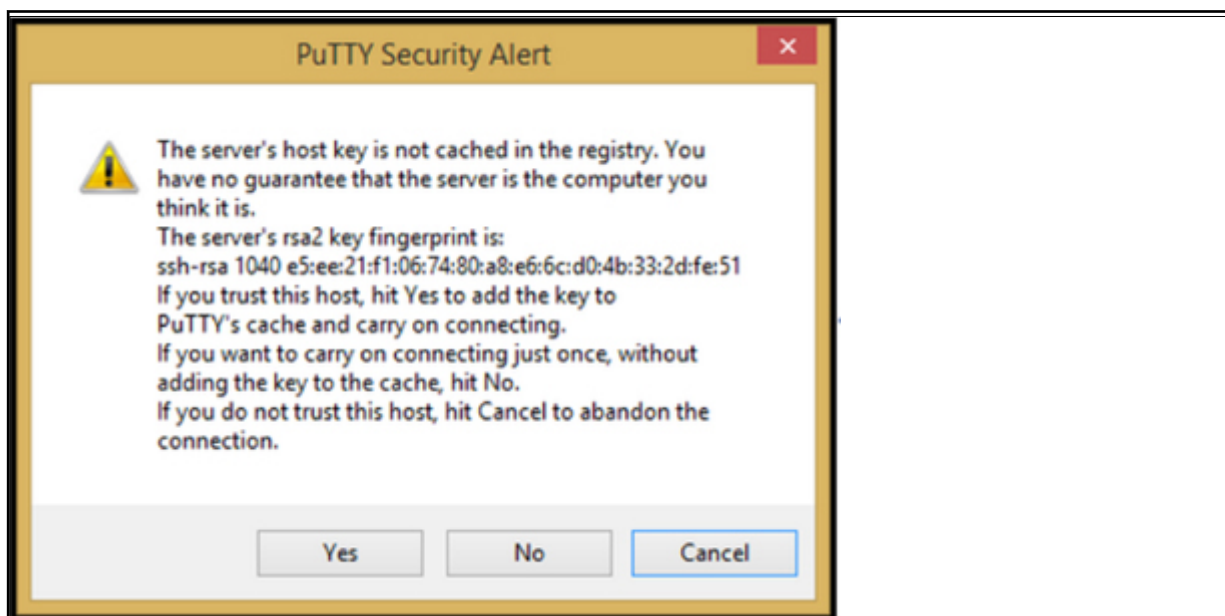 PuTTY Security Alert
The server's host key is not cached in the registry. You
have no guarantee that the server is the computer you
think it is.
The server's rsa2 key fingerprint is:
ssh-rsa 1040 e5:ee:21:f1:06:74:80:a8:e6:6c:d0:4b:33:2d:fe:51
If you trust this host, hit Yes to add the key to
PuTTY's cache and carry on connecting.
If you want to carry on connecting just once, without
adding the key to the cache, hit No.
If you do not trust this host, hit Cancel to abandon the
connection.
Yes No Cancel